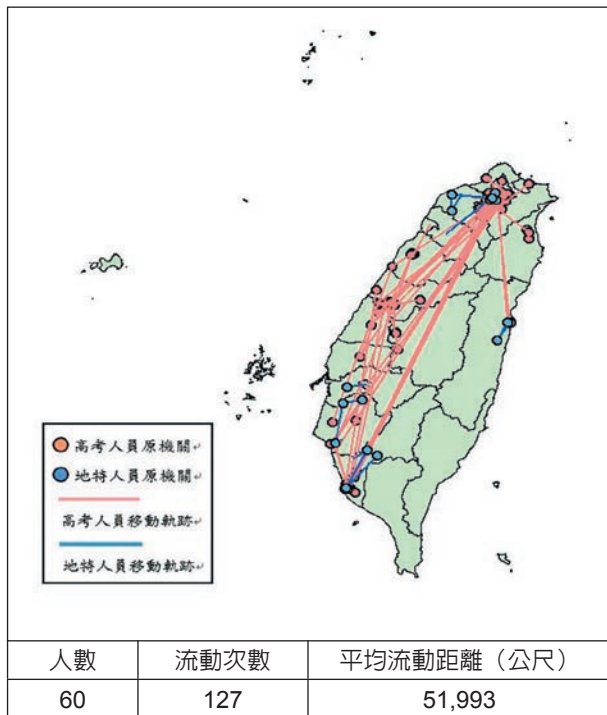 高考人員原機關
地特人員原機關
高考人員移動軌跡
地特人員移動軌跡
人數 流動次數 平均流動距離（公尺）
60 127 51,993